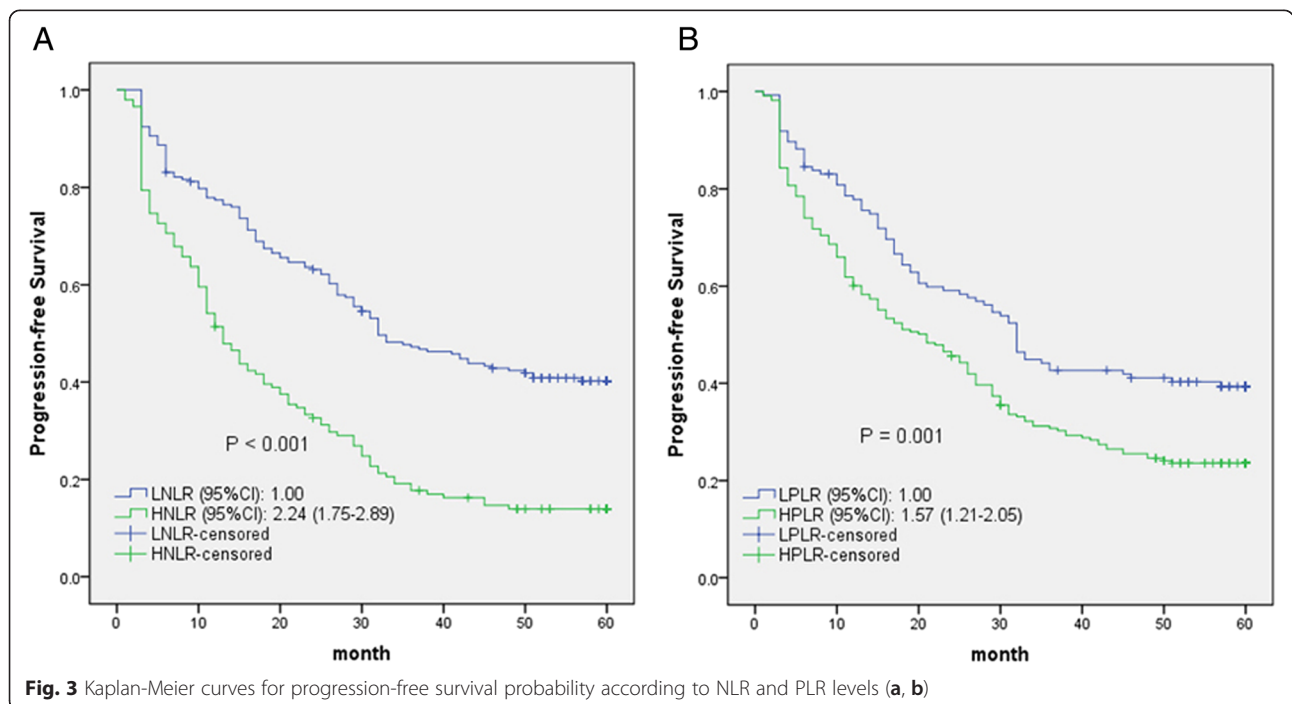 A
Progression-free Survival
1.0
0.8
0.6
0.4
0.2
0.0
P < 0.001
LNLR (95%CI): 1.00
HNLR (95%CI): 2.24 (1.75-2.89)
LNLR-censored
HNLR-censored
0 10 20 30 40 50 60
month
B
Progression-free Survival
1.0
0.8
0.6
0.4
0.2
0.0
P = 0.001
LPLR (95%CI): 1.00
HPLR (95%CI): 1.57 (1.21-2.05)
LPLR-censored
HPLR-censored
0 10 20 30 40 50 60
month
Fig. 3 Kaplan-Meier curves for progression-free survival probability according to NLR and PLR levels (a, b)